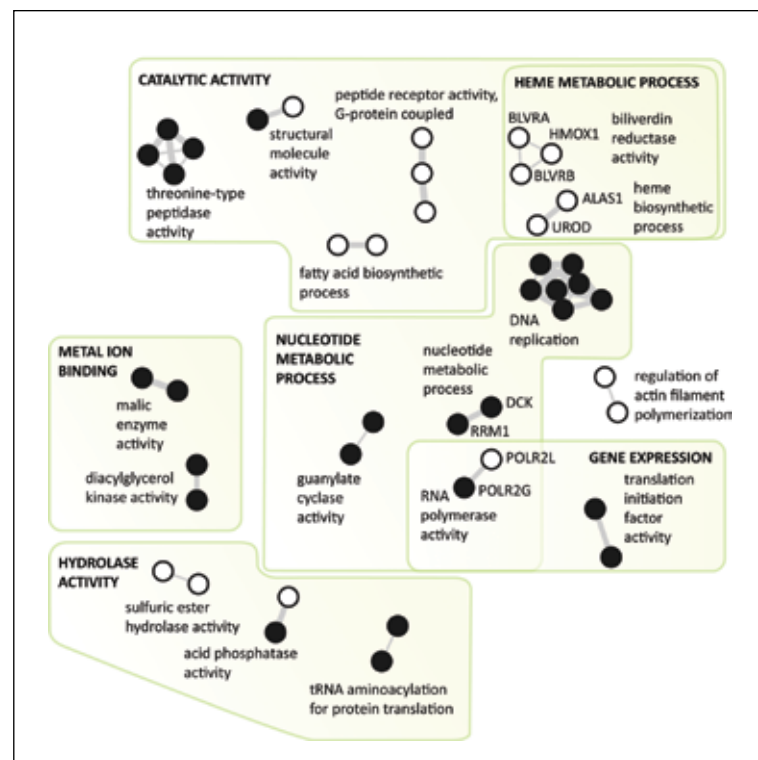 CATALYTIC ACTIVITY
peptide receptor activity,
G-protein coupled
structural
molecule
activity
threonine-type
peptidase
activity
fatty acid biosynthetic
process
HEME METABOLIC PROCESS
BLVRA
HMOX1
BLVRB
biliverdin
reductase
activity
ALAS1
UROD
heme
biosynthetic
process
DNA
replication
METAL ION
BINDING
malic
enzyme
activity
diacylglycerol
kinase activity
NUCLEOTIDE
METABOLIC
PROCESS
nucleotide
metabolic
process
DCK
RRM1
guanylate
cyclase
activity
regulation of
actin filament
polymerization
POLR2L
POLR2G
RNA
polymerase
activity
GENE EXPRESSION
translation
initiation
factor
activity
HYDROLASE
ACTIVITY
sulfuric ester
hydrolase activity
acid phosphatase
activity
tRNA aminoacylation
for protein translation